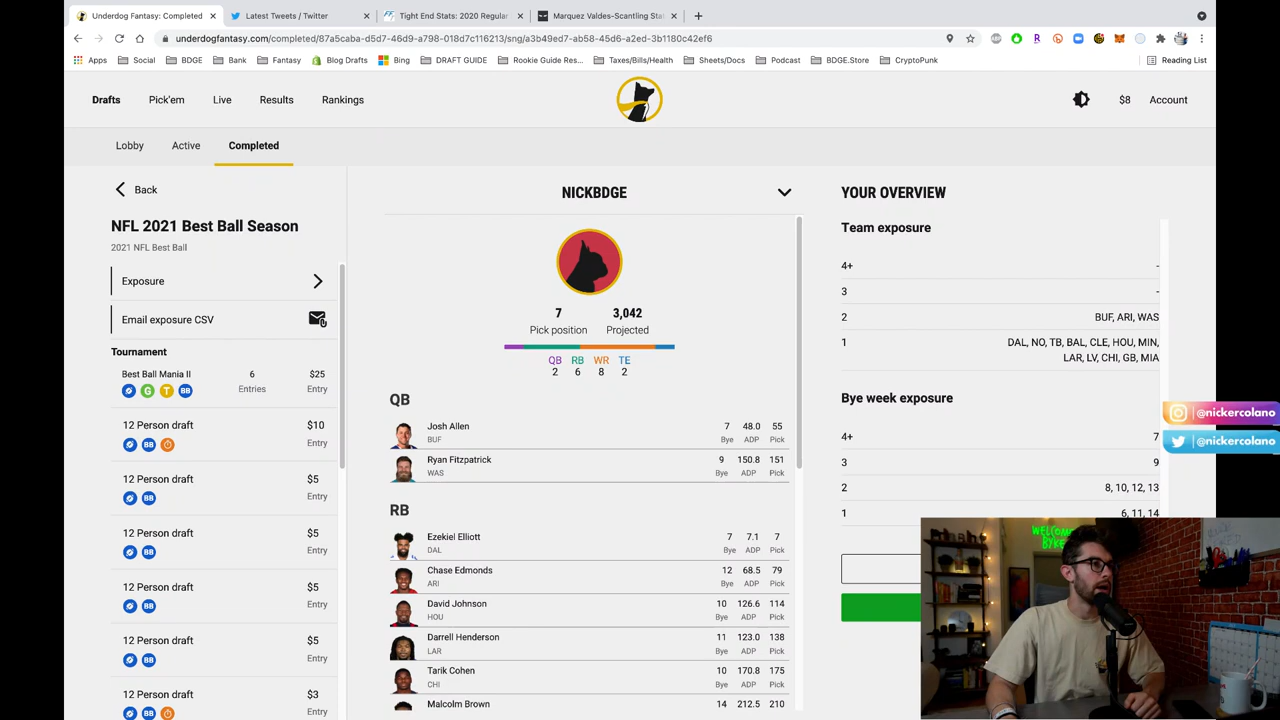 Underdog Fantasy: Completed
Latest Tweets / Twitter
Tight End Stats: 2020 Regular
Marquez Valdes-Scantling Sta
underdogfantasy.com/completed/87a5caba-d5d7-46d9-a798-018d7c116213/sng/a3b49ed7-ab58-45d6-a2ed-3b1180c42ef6
Apps
Social
BDGE
Bank
Fantasy
Blog Drafts
Bing
DRAFT GUIDE
Rookie Guide Res...
Taxes/Bills/Health
Sheets/Docs
Podcast
BDGE.Store
CryptoPunk
Reading List
Drafts
Pick'em
Live
Results
Rankings
$8
Account
Lobby
Active
Completed
Back
NFL 2021 Best Ball Season
2021 NFL Best Ball
Exposure
Email exposure CSV
Tournament
Best Ball Mania II
6
$25
G T BB
Entries
Entry
12 Person draft
$10
BB
Entry
12 Person draft
$5
BB
Entry
12 Person draft
$5
BB
Entry
12 Person draft
$5
BB
Entry
12 Person draft
$5
BB
Entry
12 Person draft
$3
BB
Entry
NICKBDGE
7
3,042
Pick position
Projected
QB RB WR TE
2 6 8 2
QB
Josh Allen 7 48.0 55
BUF Bye ADP Pick
Ryan Fitzpatrick 9 150.8 151
WAS Bye ADP Pick
RB
Ezekiel Elliott 7 7.1 7
DAL Bye ADP Pick
Chase Edmonds 12 68.5 79
ARI Bye ADP Pick
David Johnson 10 126.6 114
HOU Bye ADP Pick
Darrell Henderson 11 123.0 138
LAR Bye ADP Pick
Tarik Cohen 10 170.8 175
CHI Bye ADP Pick
Malcolm Brown 14 212.5 210
YOUR OVERVIEW
Team exposure
4+ -
3 -
2 BUF, ARI, WAS
1 DAL, NO, TB, BAL, CLE, HOU, MIN,
LAR, LV, CHI, GB, MIA
Bye week exposure
4+ 7
3 9
2 8, 10, 12, 13
1 6, 11, 14
@nickercolano
@nickercolano